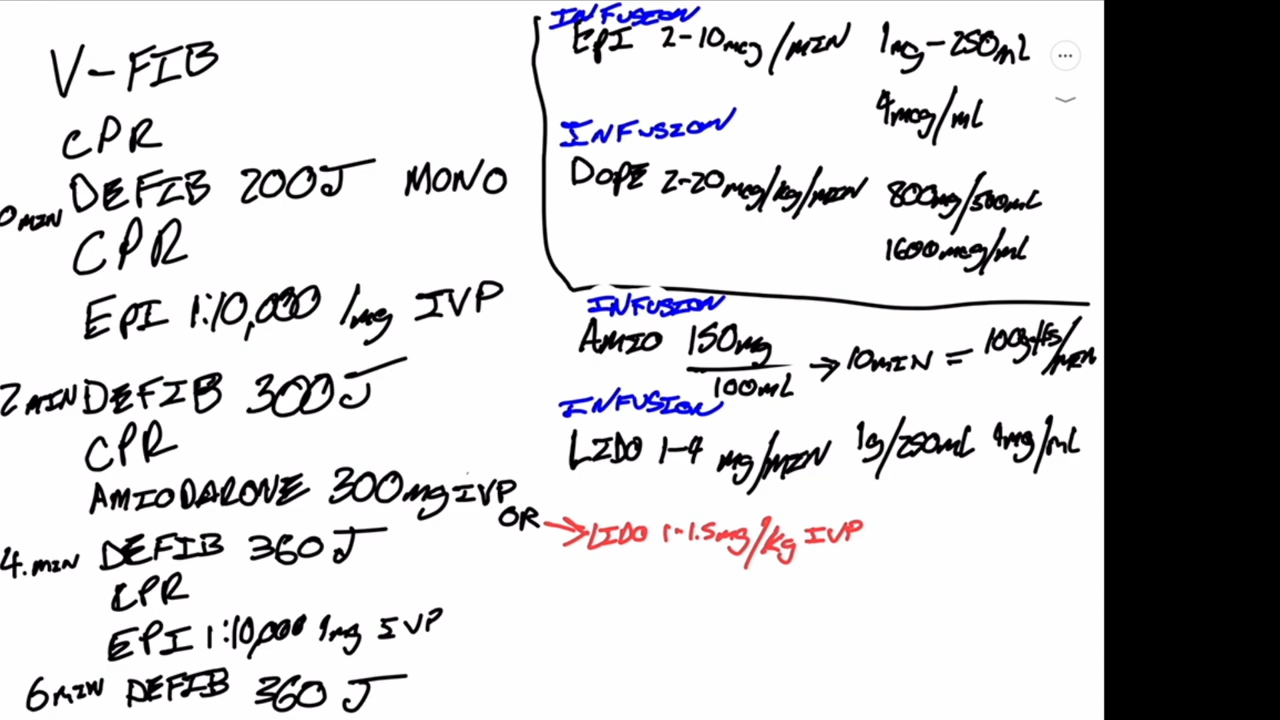 V-FIB
CPR
0 MIN DEFIB 200J MONO
CPR
EPI 1:10,000 1mg IVP
2 MIN DEFIB 300J
CPR
AMIODARONE 300mg IVP
OR → LIDO 1-1.5mg/kg IVP
4. MIN DEFIB 360 J
CPR
EPI 1:10,000 1mg IVP
6 MIN DEFIB 360 J
INFUSION
EPI 2-10mcg/MIN 1mg-250mL
4mcg/mL
INFUSION
DOPE 2-20mcg/kg/MIN 800mg/500mL
1600mcg/mL
INFUSION
AMIO 150mg
100mL → 10MIN = 100gtts/MIN
INFUSION
LIDO 1-4 mg/MIN 1g/250mL 4mg/mL